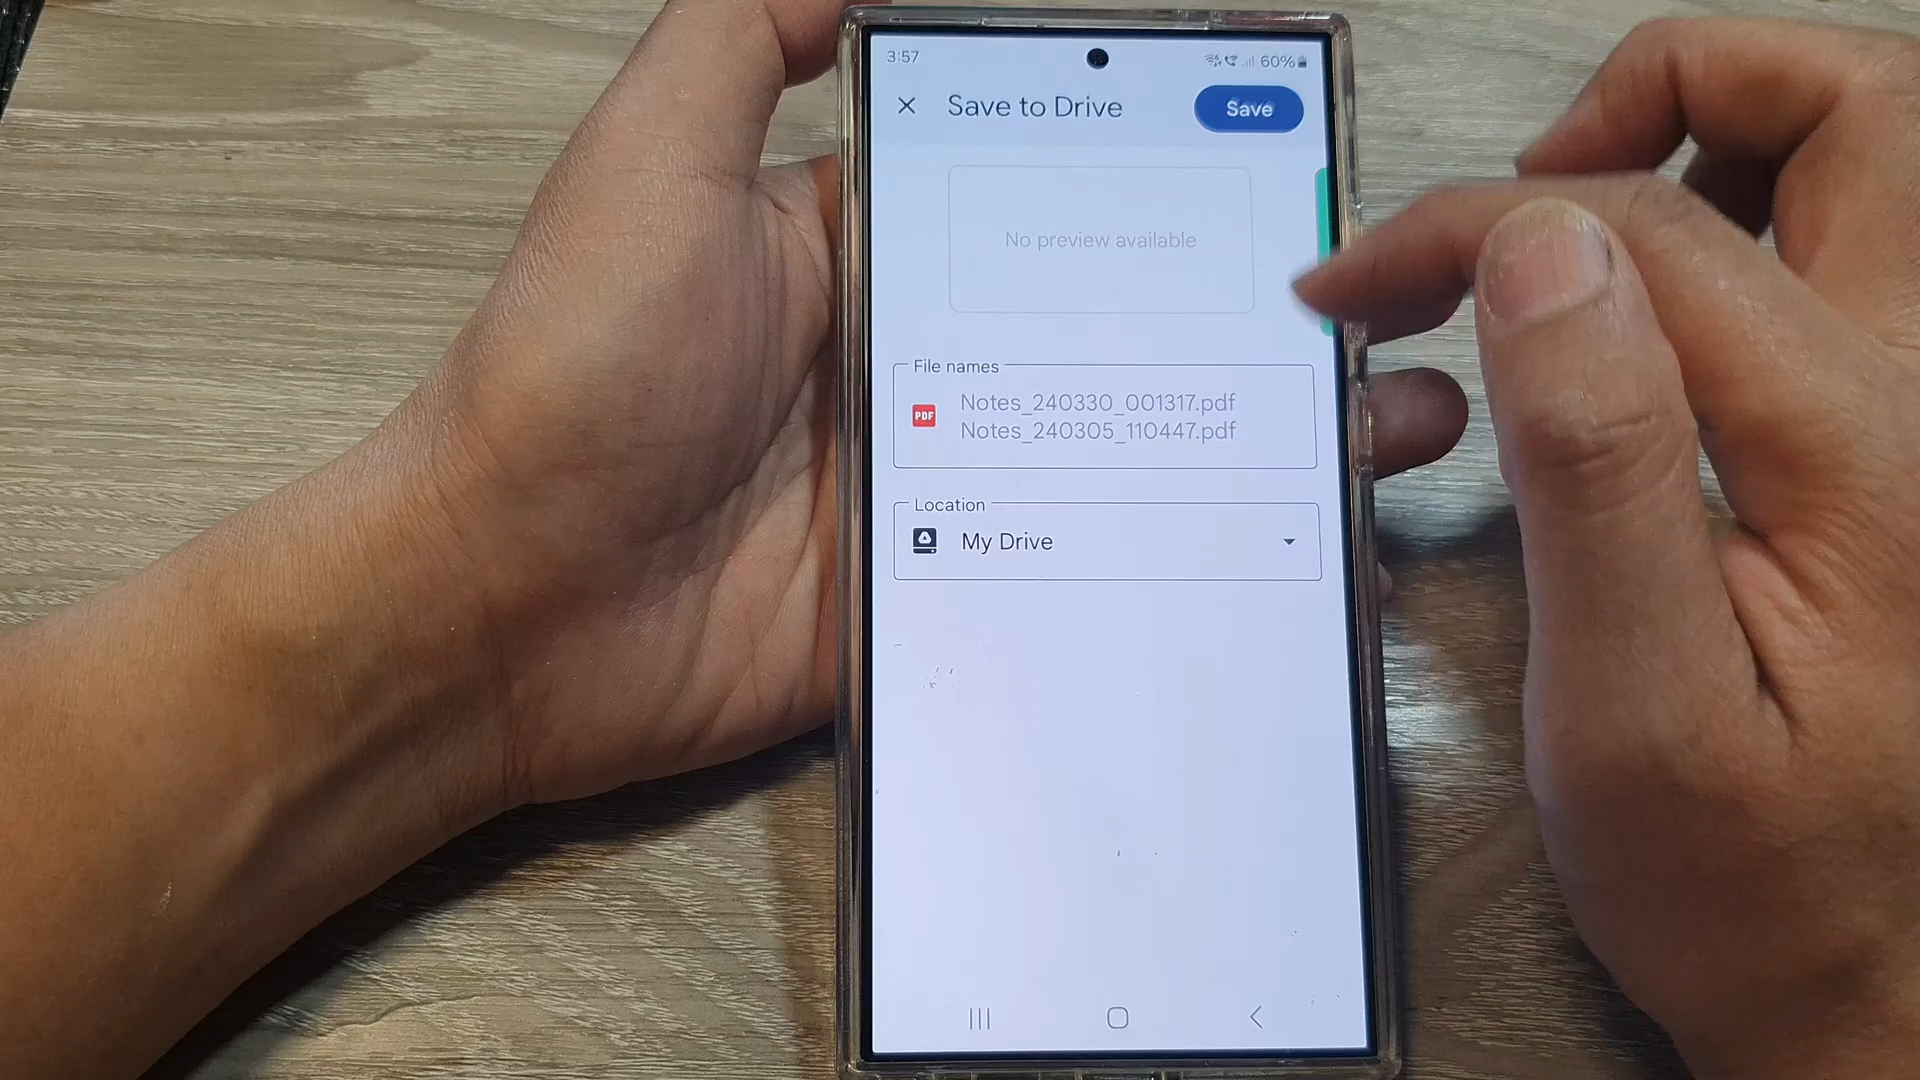 3:57
60%
Save to Drive
Save
No preview available
File names
PDF
Notes_240330_001317.pdf
Notes_240305_110447.pdf
Location
My Drive